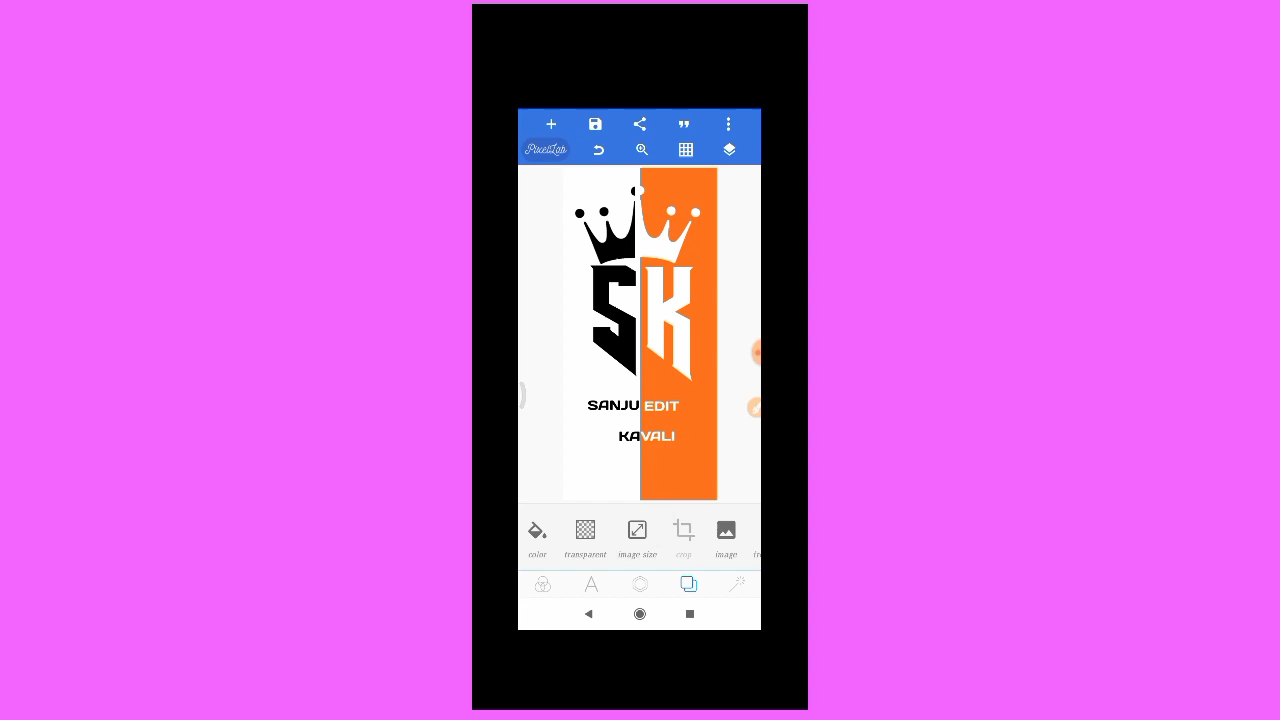 PixelLab
SK
SANJU EDIT
KAVALI
color transparent image size crop image